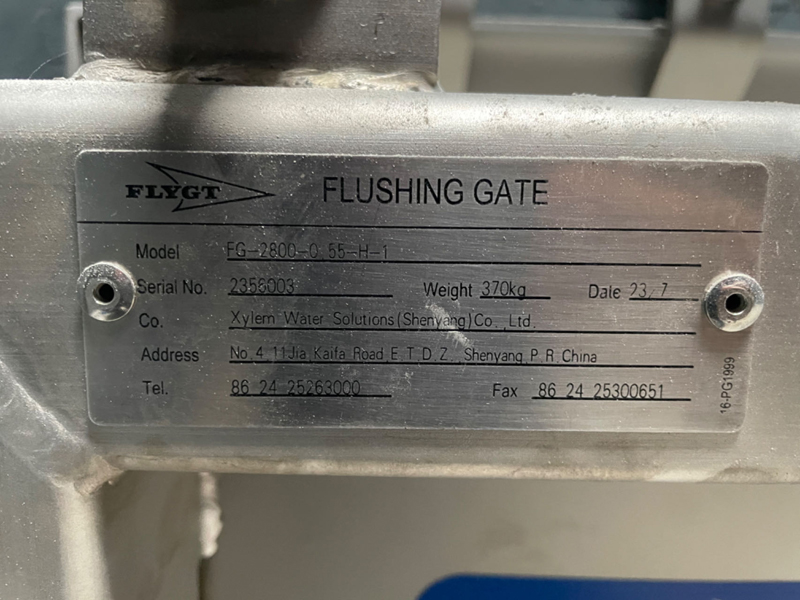 FLYGT FLUSHING GATE
Model FG-2800-0.55-H-1
Serial No. 2356003 Weight 370kg Date 23/7
Co. Xylem Water Solutions(Shenyang)Co.,Ltd.
Address No.4,11Jia,Kaifa Road,E.T.D.Z.,Shenyang,P.R.China
Tel. 86 24 25263000 Fax 86 24 25300651
16-PG1999